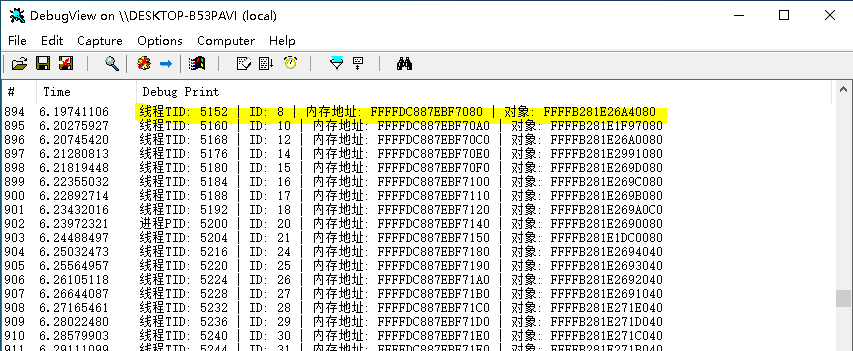 DebugView on \\DESKTOP-B53PAVI (local)
File Edit Capture Options Computer Help
# Time Debug Print
894 6.19741106 线程TID: 5152 | ID: 8 | 内存地址: FFFFDC887EBF7080 | 对象: FFFFB281E26A4080
895 6.20275927 线程TID: 5160 | ID: 10 | 内存地址: FFFFDC887EBF70A0 | 对象: FFFFB281E1F97080
896 6.20745420 线程TID: 5168 | ID: 12 | 内存地址: FFFFDC887EBF70C0 | 对象: FFFFB281E26A0080
897 6.21280813 线程TID: 5176 | ID: 14 | 内存地址: FFFFDC887EBF70E0 | 对象: FFFFB281E2991080
898 6.21819448 线程TID: 5180 | ID: 15 | 内存地址: FFFFDC887EBF70F0 | 对象: FFFFB281E269D080
899 6.22355032 线程TID: 5184 | ID: 16 | 内存地址: FFFFDC887EBF7100 | 对象: FFFFB281E269C080
900 6.22892714 线程TID: 5188 | ID: 17 | 内存地址: FFFFDC887EBF7110 | 对象: FFFFB281E269B080
901 6.23432016 线程TID: 5192 | ID: 18 | 内存地址: FFFFDC887EBF7120 | 对象: FFFFB281E269A0C0
902 6.23972321 进程PID: 5200 | ID: 20 | 内存地址: FFFFDC887EBF7140 | 对象: FFFFB281E2690080
903 6.24488497 线程TID: 5204 | ID: 21 | 内存地址: FFFFDC887EBF7150 | 对象: FFFFB281E1DC0080
904 6.25032473 线程TID: 5216 | ID: 24 | 内存地址: FFFFDC887EBF7180 | 对象: FFFFB281E2694040
905 6.25564957 线程TID: 5220 | ID: 25 | 内存地址: FFFFDC887EBF7190 | 对象: FFFFB281E2693040
906 6.26105118 线程TID: 5224 | ID: 26 | 内存地址: FFFFDC887EBF71A0 | 对象: FFFFB281E2692040
907 6.26644087 线程TID: 5228 | ID: 27 | 内存地址: FFFFDC887EBF71B0 | 对象: FFFFB281E2691040
908 6.27165461 线程TID: 5232 | ID: 28 | 内存地址: FFFFDC887EBF71C0 | 对象: FFFFB281E271E040
909 6.28022480 线程TID: 5236 | ID: 29 | 内存地址: FFFFDC887EBF71D0 | 对象: FFFFB281E271D040
910 6.28579903 线程TID: 5240 | ID: 30 | 内存地址: FFFFDC887EBF71E0 | 对象: FFFFB281E271C040
911 6.29111099 线程TID: 5244 | ID: 31 | 内存地址: FFFFDC887EBF71F0 | 对象: FFFFB281E271B040